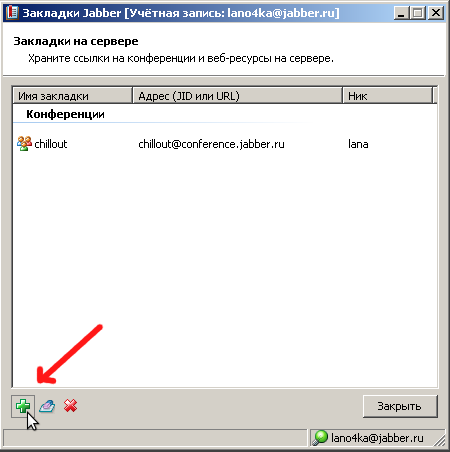 Закладки Jabber [Учётная запись: lano4ka@jabber.ru]
Закладки на сервере
Храните ссылки на конференции и веб-ресурсы на сервере.
Имя закладки Адрес (JID или URL) Ник
Конференции
chillout chillout@conference.jabber.ru lana
Закрыть
lano4ka@jabber.ru